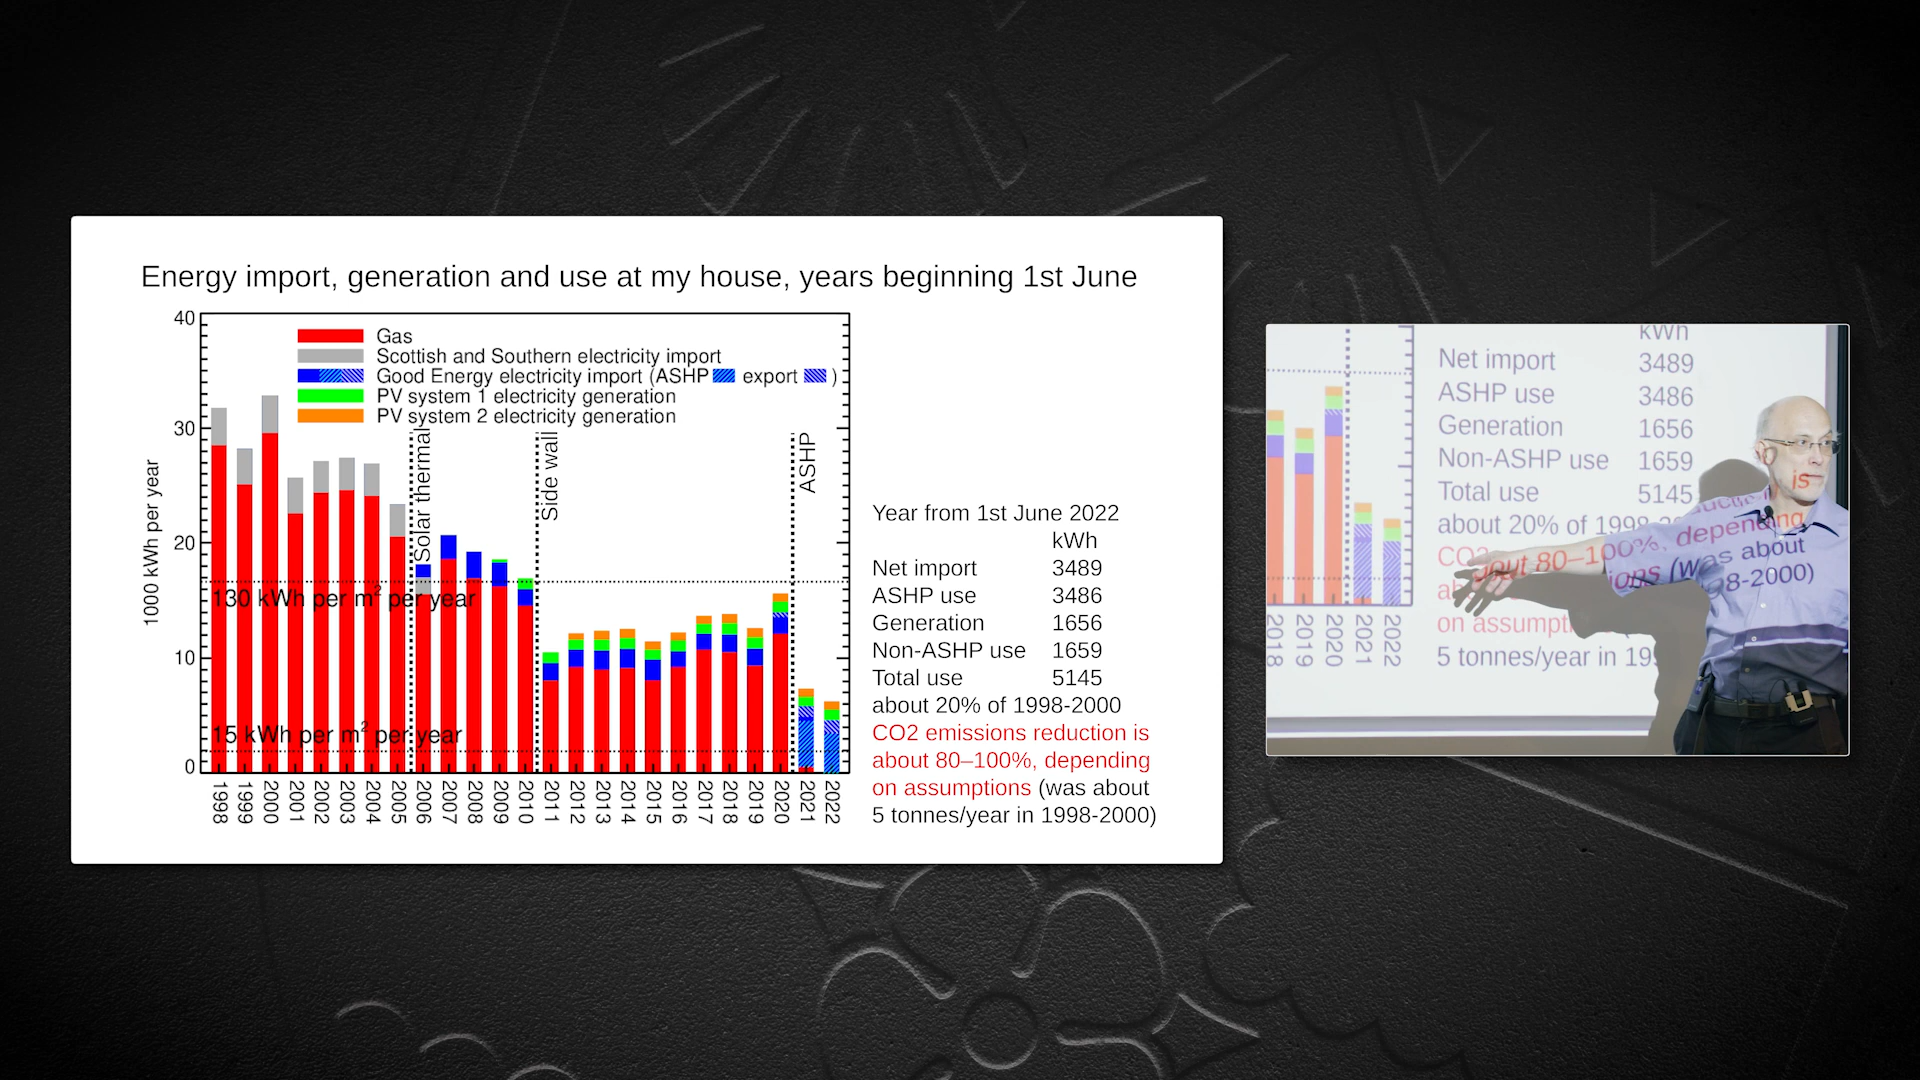 Energy import, generation and use at my house, years beginning 1st June
40
30
20
10
0
1000 kWh per year
Gas
Scottish and Southern electricity import
Good Energy electricity import (ASHP export )
PV system 1 electricity generation
PV system 2 electricity generation
Solar thermal
Side wall
ASHP
130 kWh per m2 per year
15 kWh per m2 per year
1998 1999 2000 2001 2002 2003 2004 2005 2006 2007 2008 2009 2010 2011 2012 2013 2014 2015 2016 2017 2018 2019 2020 2021 2022
Year from 1st June 2022
kWh
Net import 3489
ASHP use 3486
Generation 1656
Non-ASHP use 1659
Total use 5145
about 20% of 1998-2000
CO2 emissions reduction is
about 80–100%, depending
on assumptions (was about
5 tonnes/year in 1998-2000)
kWh
Net import 3489
ASHP use 3486
Generation 1656
Non-ASHP use 1659
Total use 5145
about 20% of 1998
is
80–100%, depending
(was about
8-2000)
on
5 tonnes/year in
2018 2019 2020 2021 2022